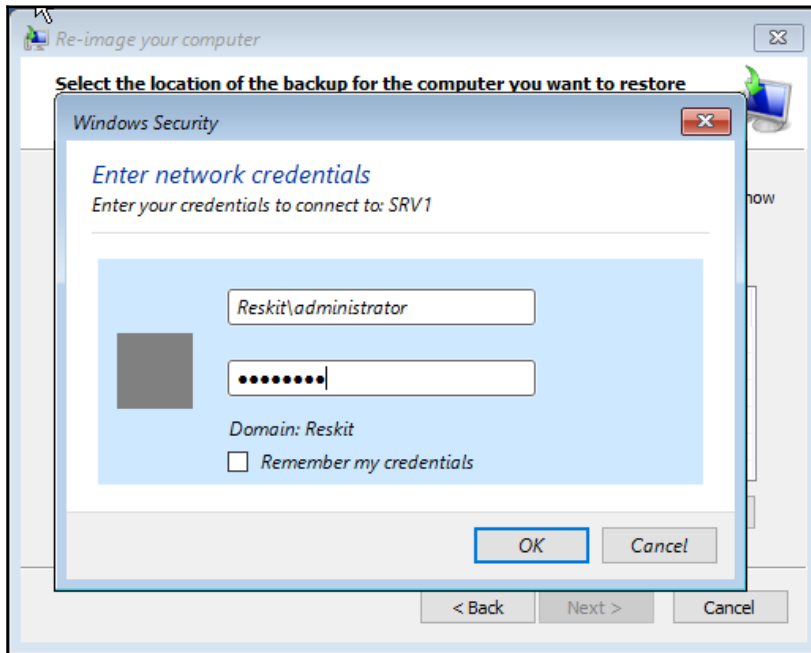 Re-image your computer
Select the location of the backup for the computer you want to restore
Windows Security
Enter network credentials
Enter your credentials to connect to: SRV1
Reskit\administrator
●●●●●●●●
Domain: Reskit
Remember my credentials
OK Cancel
< Back Next > Cancel